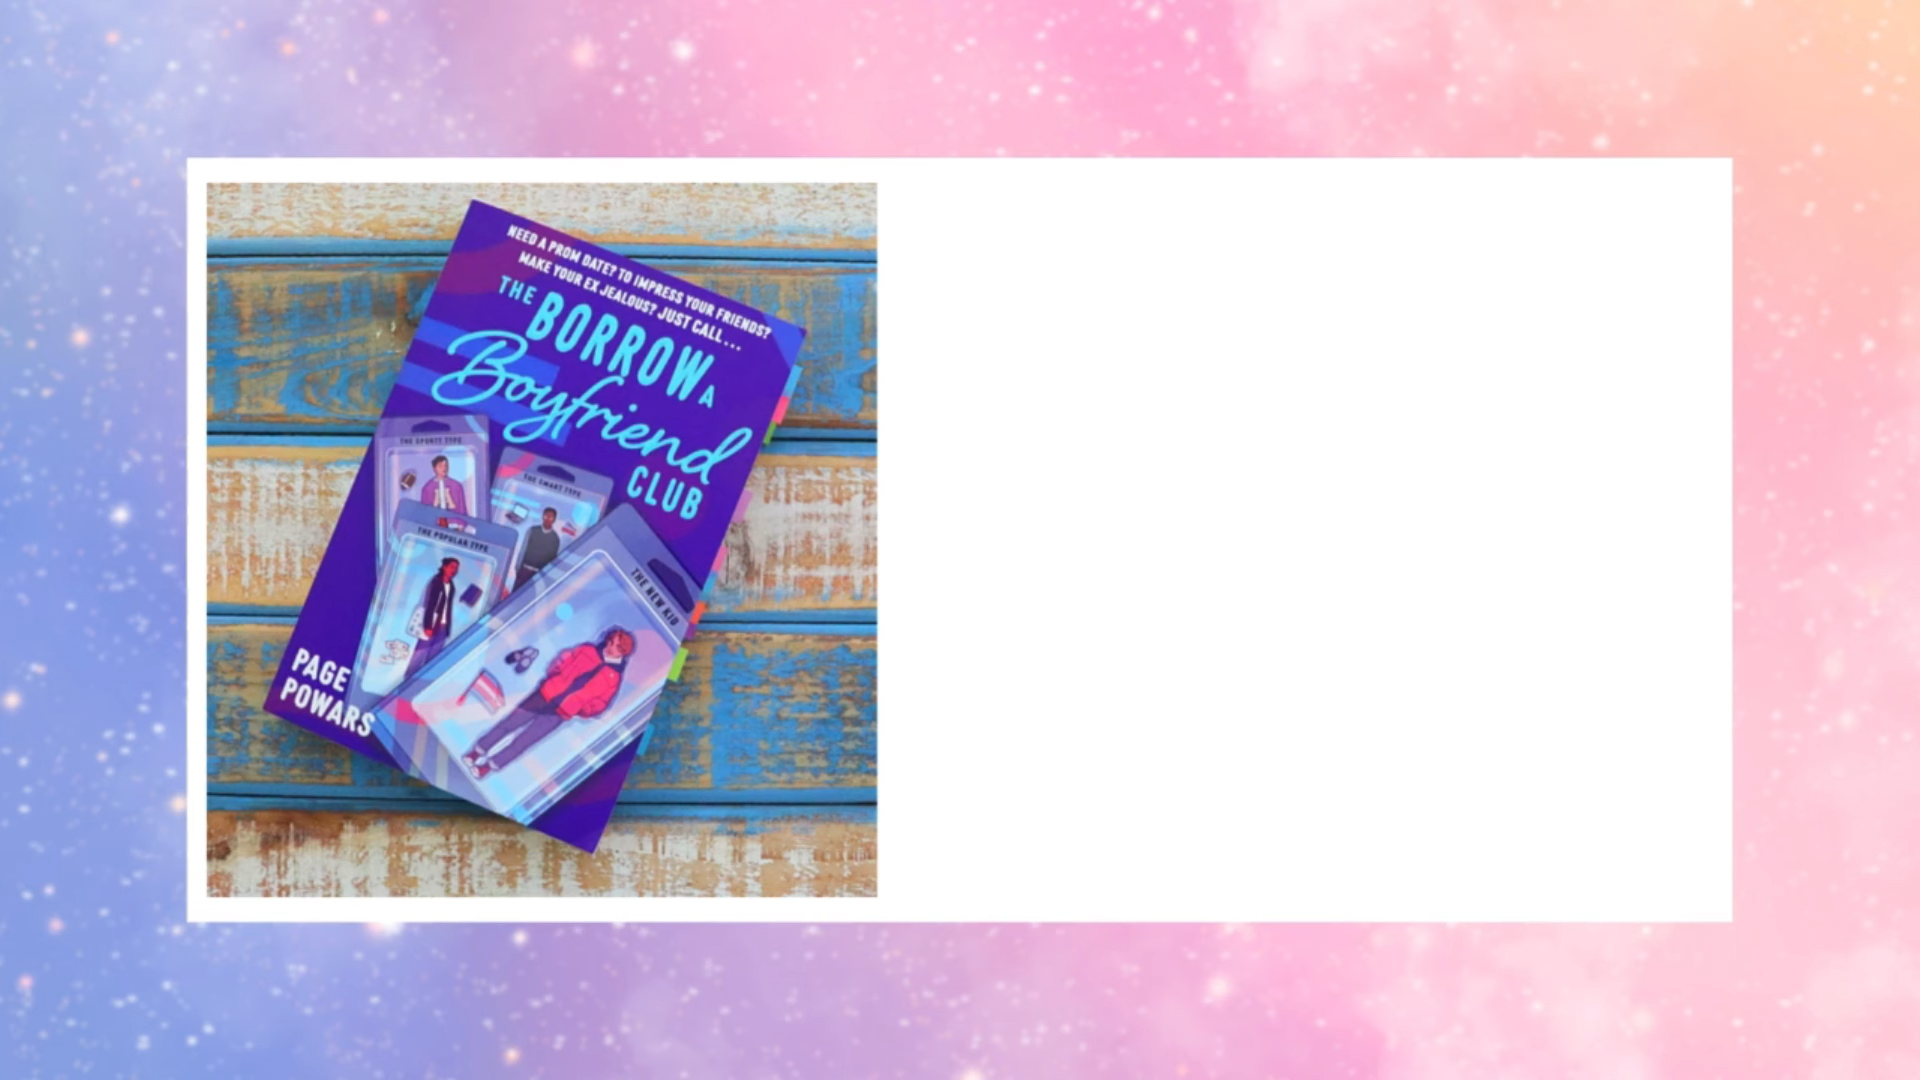 NEED A PROM DATE? TO IMPRESS YOUR FRIENDS?
MAKE YOUR EX JEALOUS? JUST CALL...
THE BORROW A
Boyfriend
CLUB
THE SPORTY TYPE
THE SMART TYPE
THE POPULAR TYPE
THE NEW KID
PAGE
POWARS